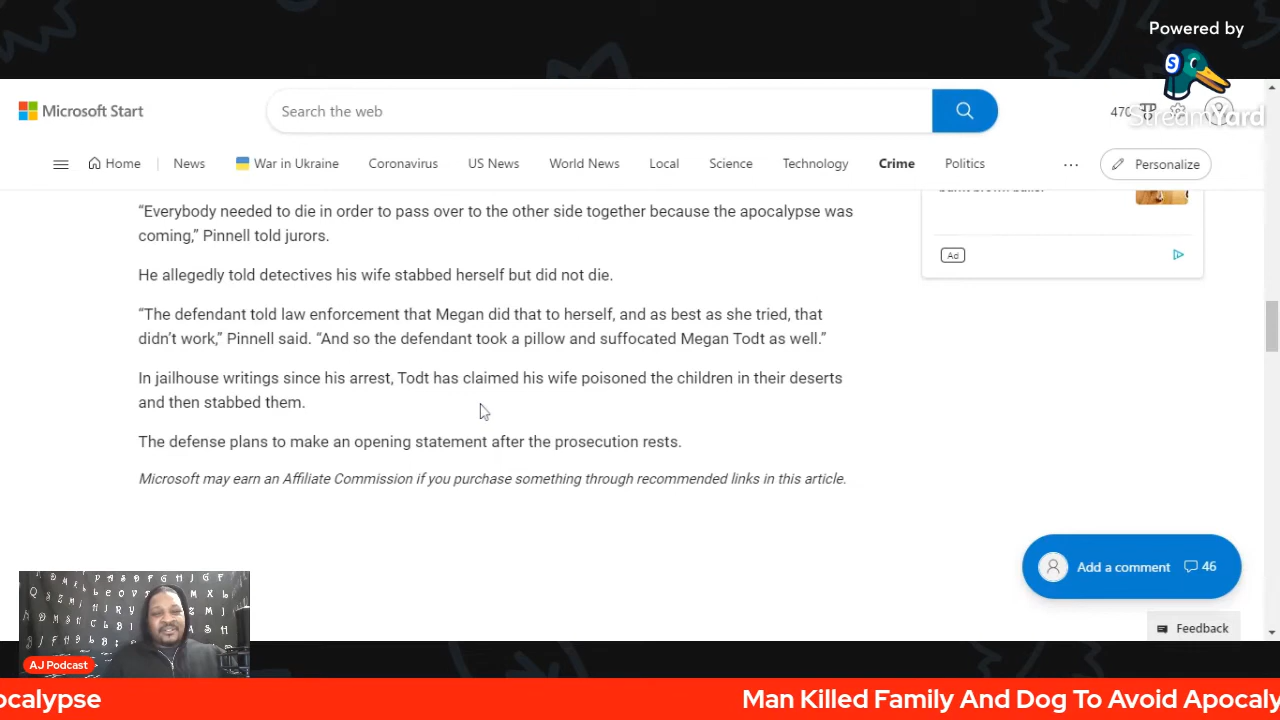 Powered by
StreamYard
Microsoft Start
Search the web
470
Home
News
War in Ukraine
Coronavirus
US News
World News
Local
Science
Technology
Crime
Politics
...
Personalize
“Everybody needed to die in order to pass over to the other side together because the apocalypse was
coming,” Pinnell told jurors.
He allegedly told detectives his wife stabbed herself but did not die.
“The defendant told law enforcement that Megan did that to herself, and as best as she tried, that
didn’t work,” Pinnell said. “And so the defendant took a pillow and suffocated Megan Todt as well.”
In jailhouse writings since his arrest, Todt has claimed his wife poisoned the children in their deserts
and then stabbed them.
The defense plans to make an opening statement after the prosecution rests.
Microsoft may earn an Affiliate Commission if you purchase something through recommended links in this article.
Ad
Add a comment
46
Feedback
AJ Podcast
ocalypse
Man Killed Family And Dog To Avoid Apocaly